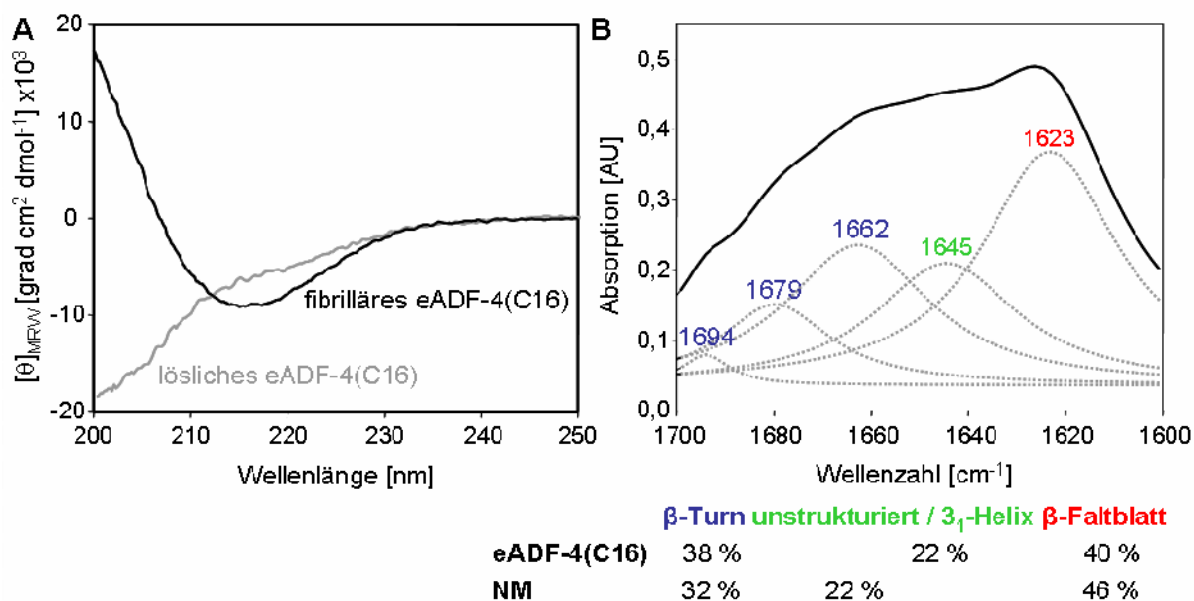 A
[θ]MRW [grad cm² dmol⁻¹] x10³
20
10
0
-10
-20
fibrilläres eADF-4(C16)
lösliches eADF-4(C16)
200 210 220 230 240 250
Wellenlänge [nm]
B
Absorption [AU]
0,5
0,4
0,3
0,2
0,1
0,0
1623
1662
1645
1679
1694
1700 1680 1660 1640 1620 1600
Wellenzahl [cm⁻¹]
β-Turn unstrukturiert / 3₁-Helix β-Faltblatt
eADF-4(C16) 38 % 22 % 40 %
NM 32 % 22 % 46 %